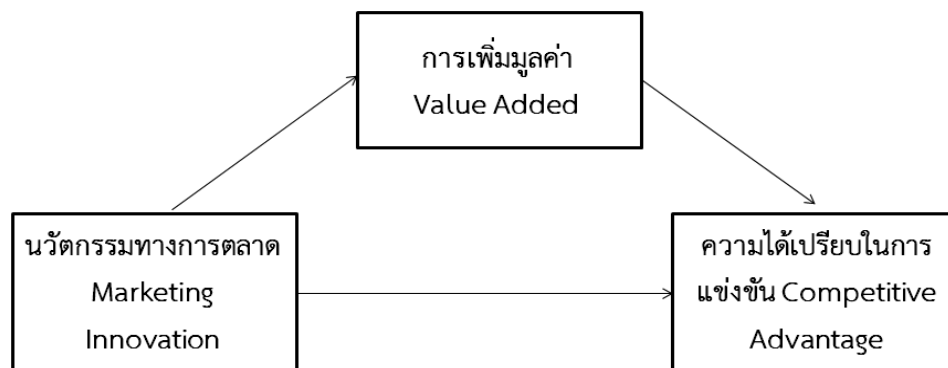 การเพิ่มมูลค่า
Value Added
นวัตกรรมทางการตลาด
Marketing
Innovation
ความได้เปรียบในการ
แข่งขัน Competitive
Advantage